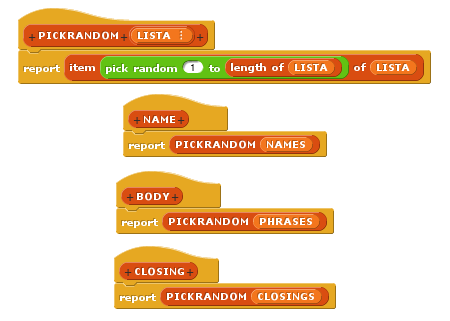 + PICKRANDOM + LISTA ⋮ +
report item pick random 1 to length of LISTA of LISTA
+ NAME +
report PICKRANDOM NAMES
+ BODY +
report PICKRANDOM PHRASES
+ CLOSING +
report PICKRANDOM CLOSINGS